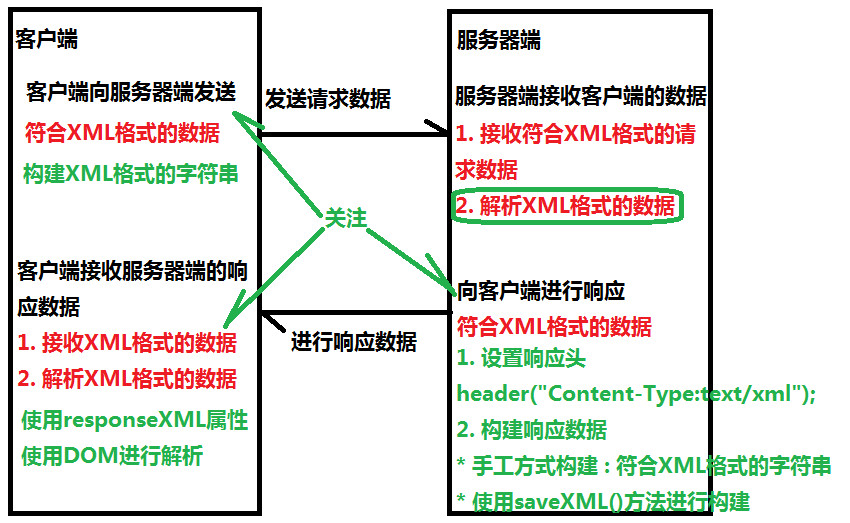 客户端
客户端向服务器端发送
符合XML格式的数据
构建XML格式的字符串
发送请求数据
服务器端
服务器端接收客户端的数据
1. 接收符合XML格式的请
求数据
2. 解析XML格式的数据
关注
客户端接收服务器端的响
应数据
1. 接收XML格式的数据
2. 解析XML格式的数据
使用responseXML属性
使用DOM进行解析
进行响应数据
向客户端进行响应
符合XML格式的数据
1. 设置响应头
header("Content-Type:text/xml");
2. 构建响应数据
* 手工方式构建 : 符合XML格式的字符串
* 使用saveXML()方法进行构建